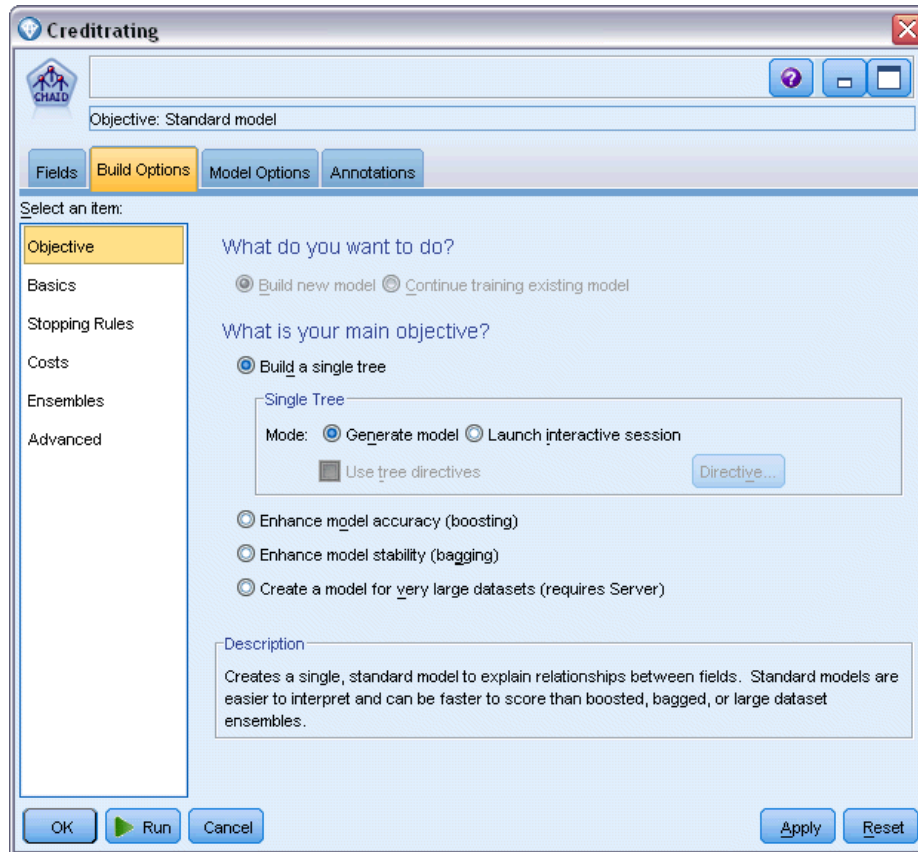 Creditrating
CHAID
?
Objective: Standard model
Fields Build Options Model Options Annotations
Select an item:
Objective
Basics
Stopping Rules
Costs
Ensembles
Advanced
What do you want to do?
Build new model Continue training existing model
What is your main objective?
Build a single tree
Single Tree
Mode: Generate model Launch interactive session
Use tree directives Directive...
Enhance model accuracy (boosting)
Enhance model stability (bagging)
Create a model for very large datasets (requires Server)
Description
Creates a single, standard model to explain relationships between fields. Standard models are
easier to interpret and can be faster to score than boosted, bagged, or large dataset
ensembles.
OK Run Cancel Apply Reset